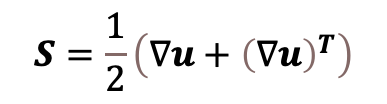 S = 1/2 (∇u + (∇u)ᵀ)